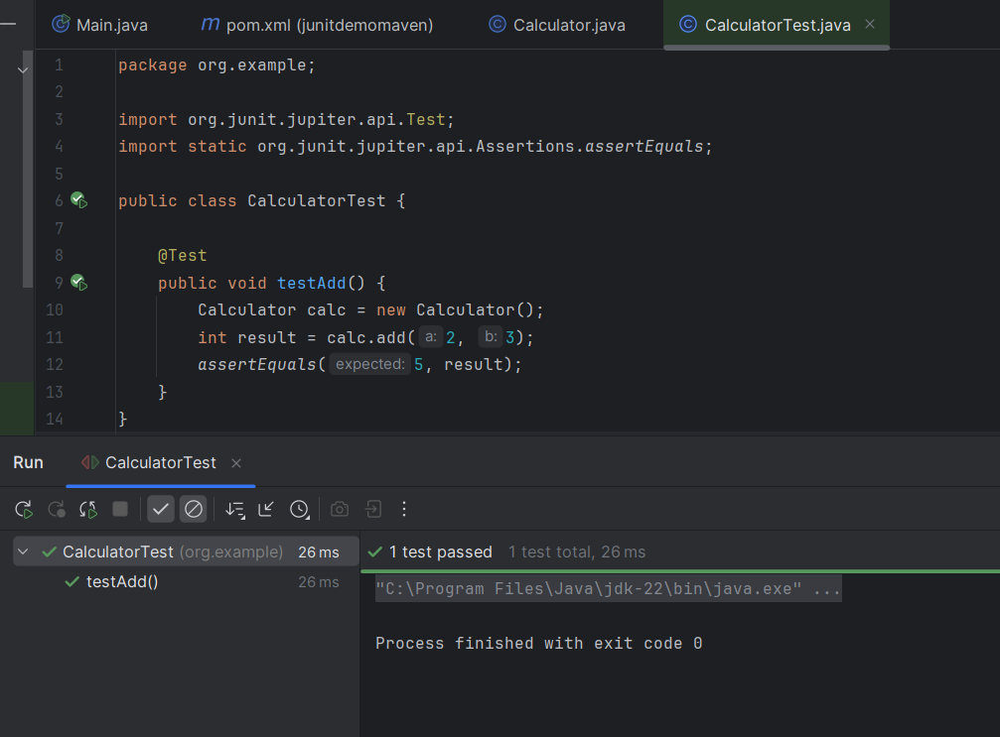 Main.java m pom.xml (junitdemomaven) © Calculator.java © CalculatorTest.java ×
1 package org.example;
2
3 import org.junit.jupiter.api.Test;
4 import static org.junit.jupiter.api.Assertions.assertEquals;
5
6 public class CalculatorTest {
7
8 @Test
9 public void testAdd() {
10 Calculator calc = new Calculator();
11 int result = calc.add( a: 2, b: 3);
12 assertEquals( expected: 5, result);
13 }
14 }
Run CalculatorTest ×
CalculatorTest (org.example) 26 ms
testAdd() 26 ms
1 test passed 1 test total, 26 ms
"C:\Program Files\Java\jdk-22\bin\java.exe" ...
Process finished with exit code 0